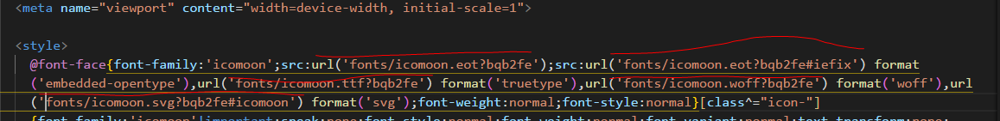 <meta name="viewport" content="width=device-width, initial-scale=1">
<style>
@font-face{font-family:'icomoon';src:url('fonts/icomoon.eot?bqb2fe');src:url('fonts/icomoon.eot?bqb2fe#iefix') format
('embedded-opentype'),url('fonts/icomoon.ttf?bqb2fe') format('truetype'),url('fonts/icomoon.woff?bqb2fe') format('woff'),url
('fonts/icomoon.svg?bqb2fe#icomoon') format('svg');font-weight:normal;font-style:normal}[class^="icon-"]
{font-family:'icomoon'!important;speak:none;font-style:normal;font-weight:normal;font-variant:normal;text-transform:none;